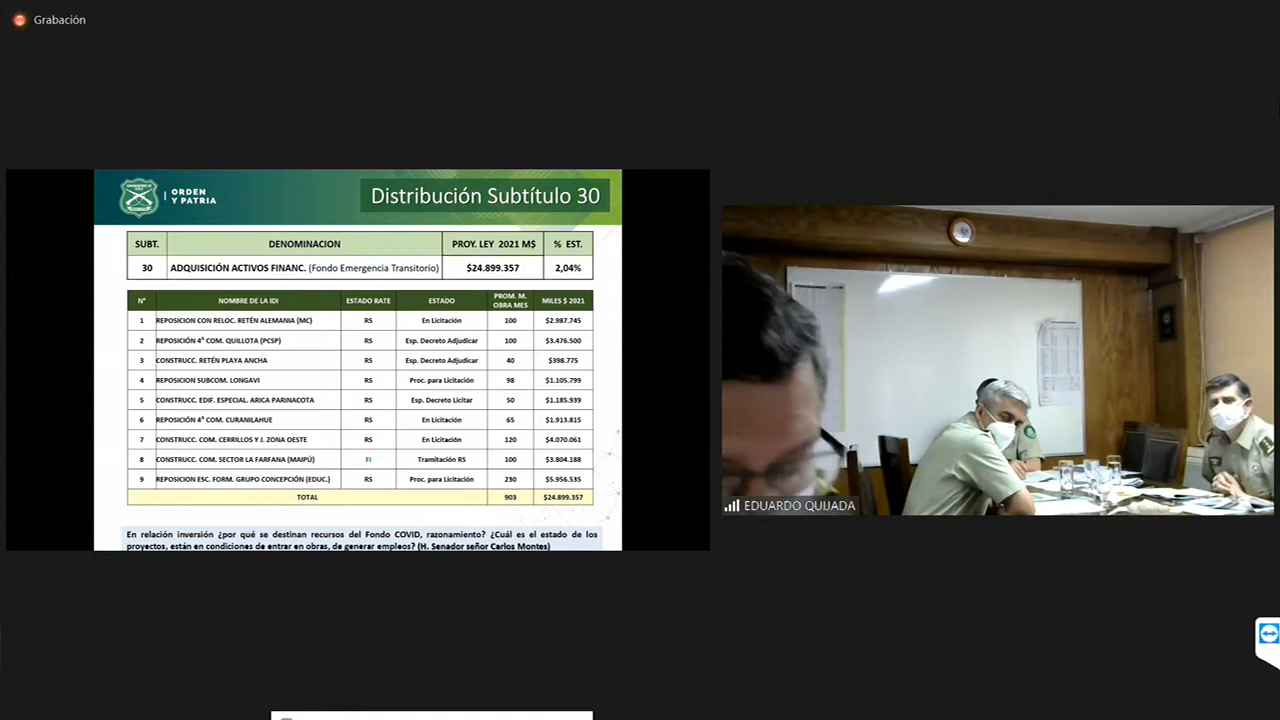 Grabación
ORDEN
Y PATRIA
Distribución Subtítulo 30
SUBT. DENOMINACION PROY. LEY 2021 M$ % EST.
30 ADQUISICIÓN ACTIVOS FINANC. (Fondo Emergencia Transitorio) $24.899.357 2,04%
N° NOMBRE DE LA IDI ESTADO RATE ESTADO PROM. M. OBRA MES MILES $ 2021
1 REPOSICION CON RELOC. RETÉN ALEMANIA (MC) RS En Licitación 100 $2.987.745
2 REPOSICIÓN 4ª COM. QUILLOTA (PCSP) RS Esp. Decreto Adjudicar 100 $3.476.500
3 CONSTRUCC. RETÉN PLAYA ANCHA RS Esp. Decreto Adjudicar 40 $398.775
4 REPOSICION SUBCOM. LONGAVI RS Proc. para Licitación 98 $1.105.799
5 CONSTRUCC. EDIF. ESPECIAL. ARICA PARINACOTA RS Esp. Decreto Licitar 50 $1.185.939
6 REPOSICIÓN 4ª COM. CURANILAHUE RS En Licitación 65 $1.913.815
7 CONSTRUCC. COM. CERRILLOS Y J. ZONA OESTE RS En Licitación 120 $4.070.061
8 CONSTRUCC. COM. SECTOR LA FARFANA (MAIPÚ) FI Tramitación RS 100 $3.804.188
9 REPOSICION ESC. FORM. GRUPO CONCEPCIÓN (EDUC.) RS Proc. para Licitación 230 $5.956.535
TOTAL 903 $24.899.357
En relación inversión ¿por qué se destinan recursos del Fondo COVID, razonamiento? ¿Cuál es el estado de los
proyectos, están en condiciones de entrar en obras, de generar empleos? (H. Senador señor Carlos Montes)
EDUARDO QUIJADA